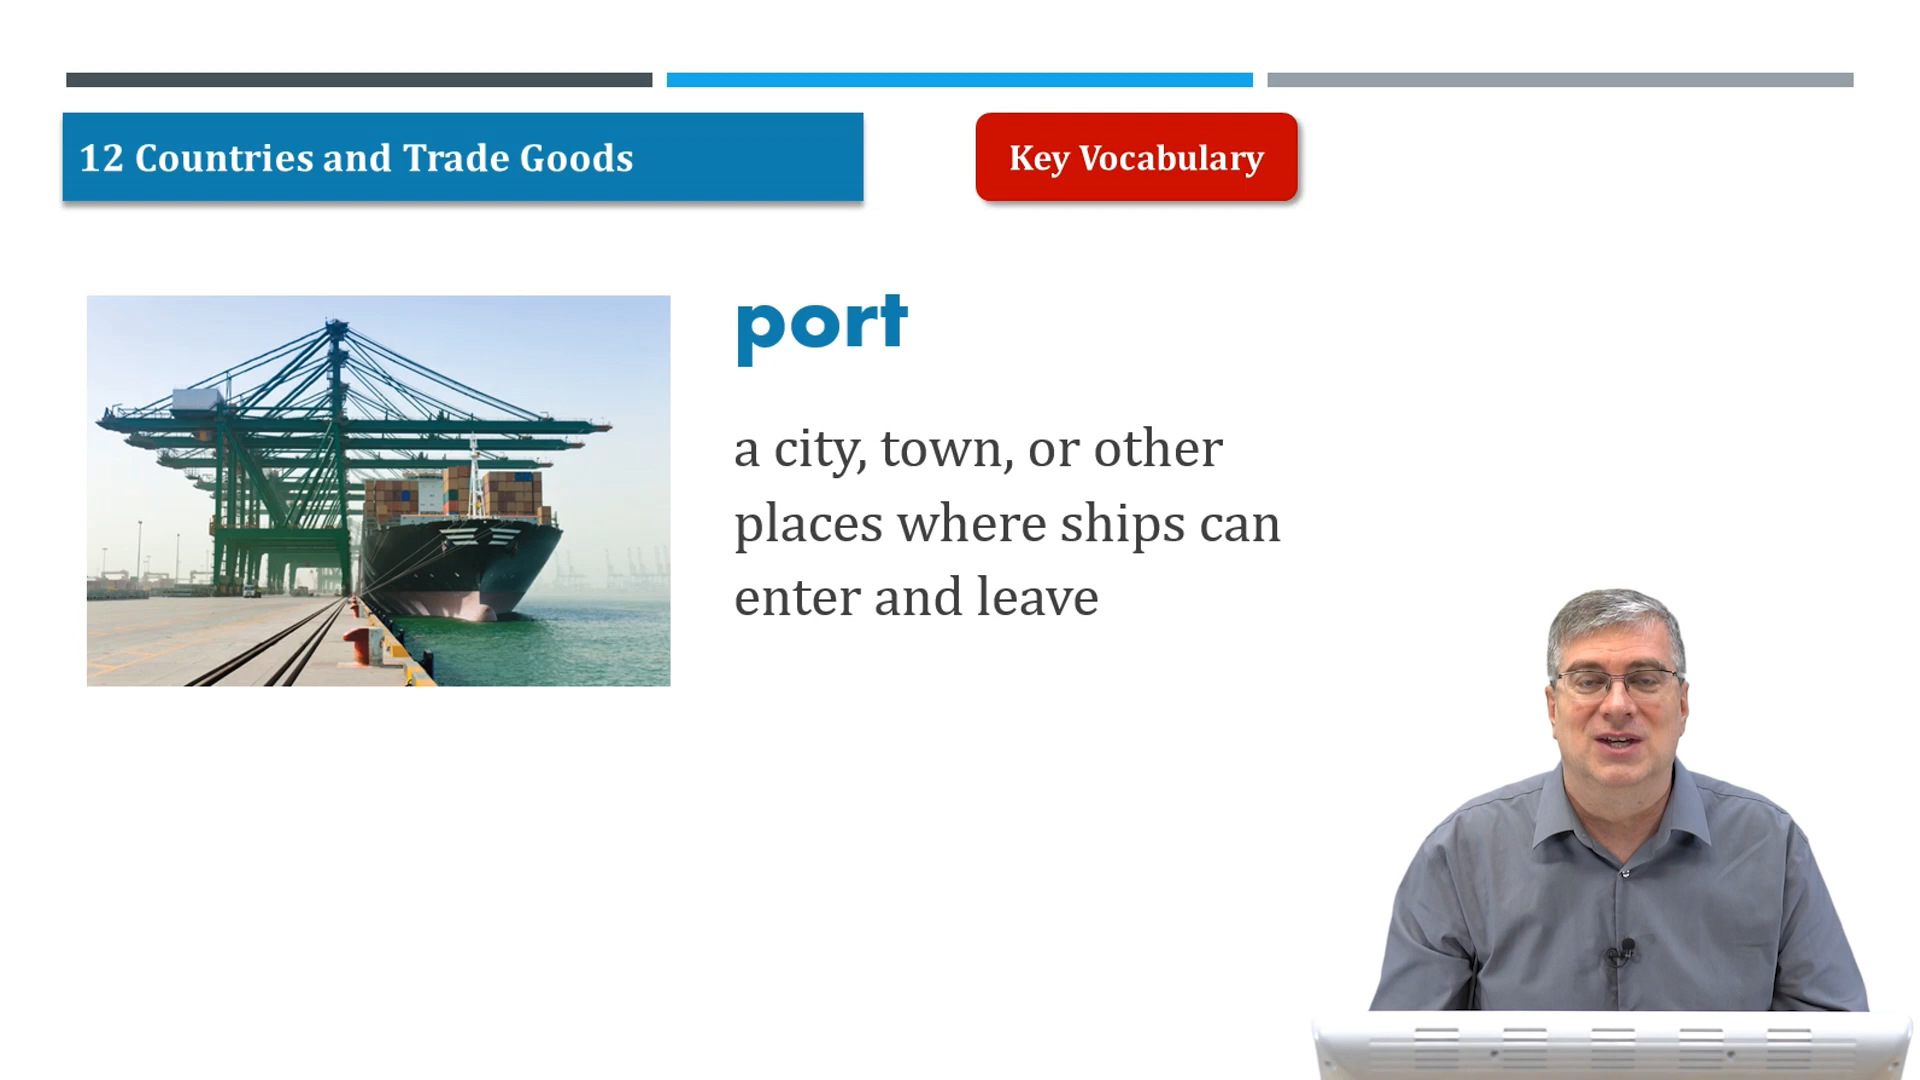 12 Countries and Trade Goods
Key Vocabulary
port
a city, town, or other
places where ships can
enter and leave